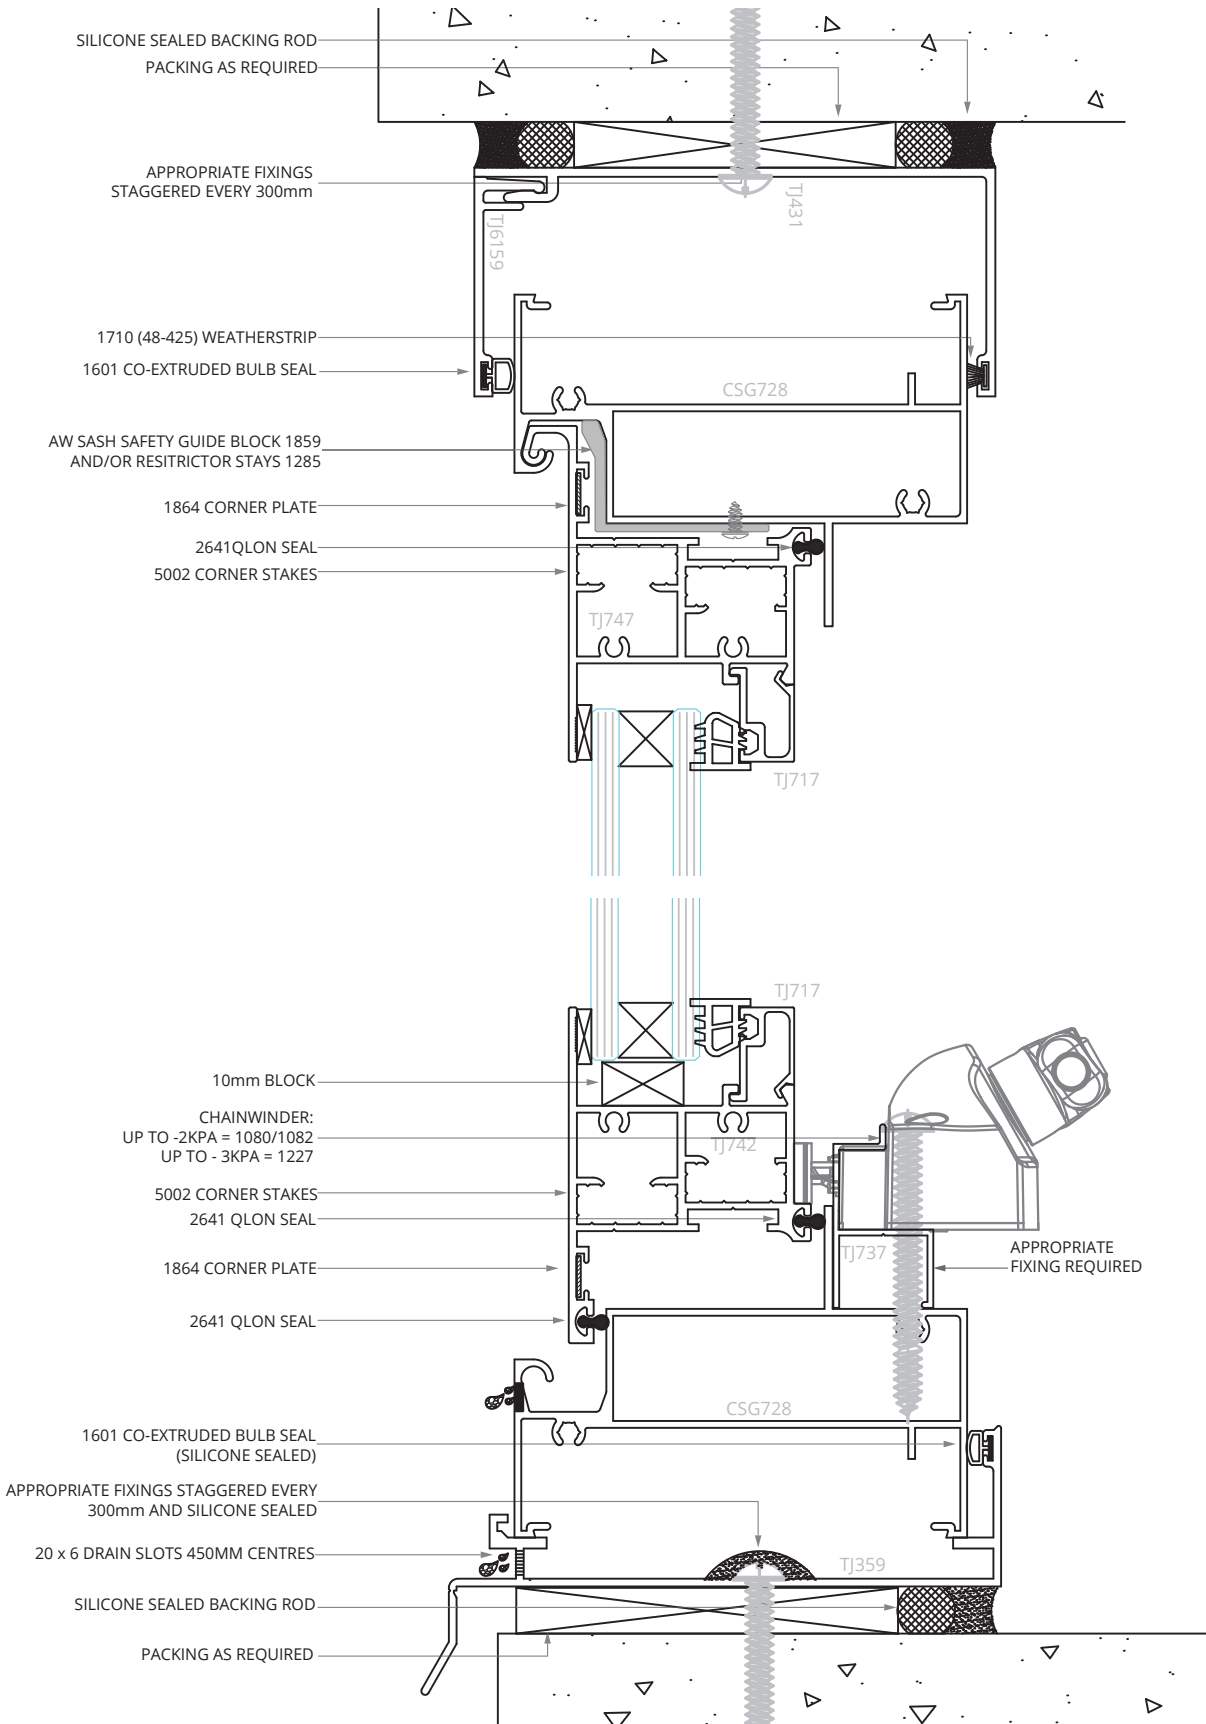 SILICONE SEALED BACKING ROD
PACKING AS REQUIRED
APPROPRIATE FIXINGS
STAGGERED EVERY 300mm
TJ431
TJ6159
1710 (48-425) WEATHERSTRIP
1601 CO-EXTRUDED BULB SEAL
CSG728
AW SASH SAFETY GUIDE BLOCK 1859
AND/OR RESITRICTOR STAYS 1285
1864 CORNER PLATE
2641QLON SEAL
5002 CORNER STAKES
TJ747
TJ717
TJ717
10mm BLOCK
CHAINWINDER:
UP TO -2KPA = 1080/1082
UP TO - 3KPA = 1227
TJ742
5002 CORNER STAKES
2641 QLON SEAL
TJ737
APPROPRIATE
FIXING REQUIRED
1864 CORNER PLATE
2641 QLON SEAL
CSG728
1601 CO-EXTRUDED BULB SEAL
(SILICONE SEALED)
APPROPRIATE FIXINGS STAGGERED EVERY
300mm AND SILICONE SEALED
20 x 6 DRAIN SLOTS 450MM CENTRES
TJ359
SILICONE SEALED BACKING ROD
PACKING AS REQUIRED